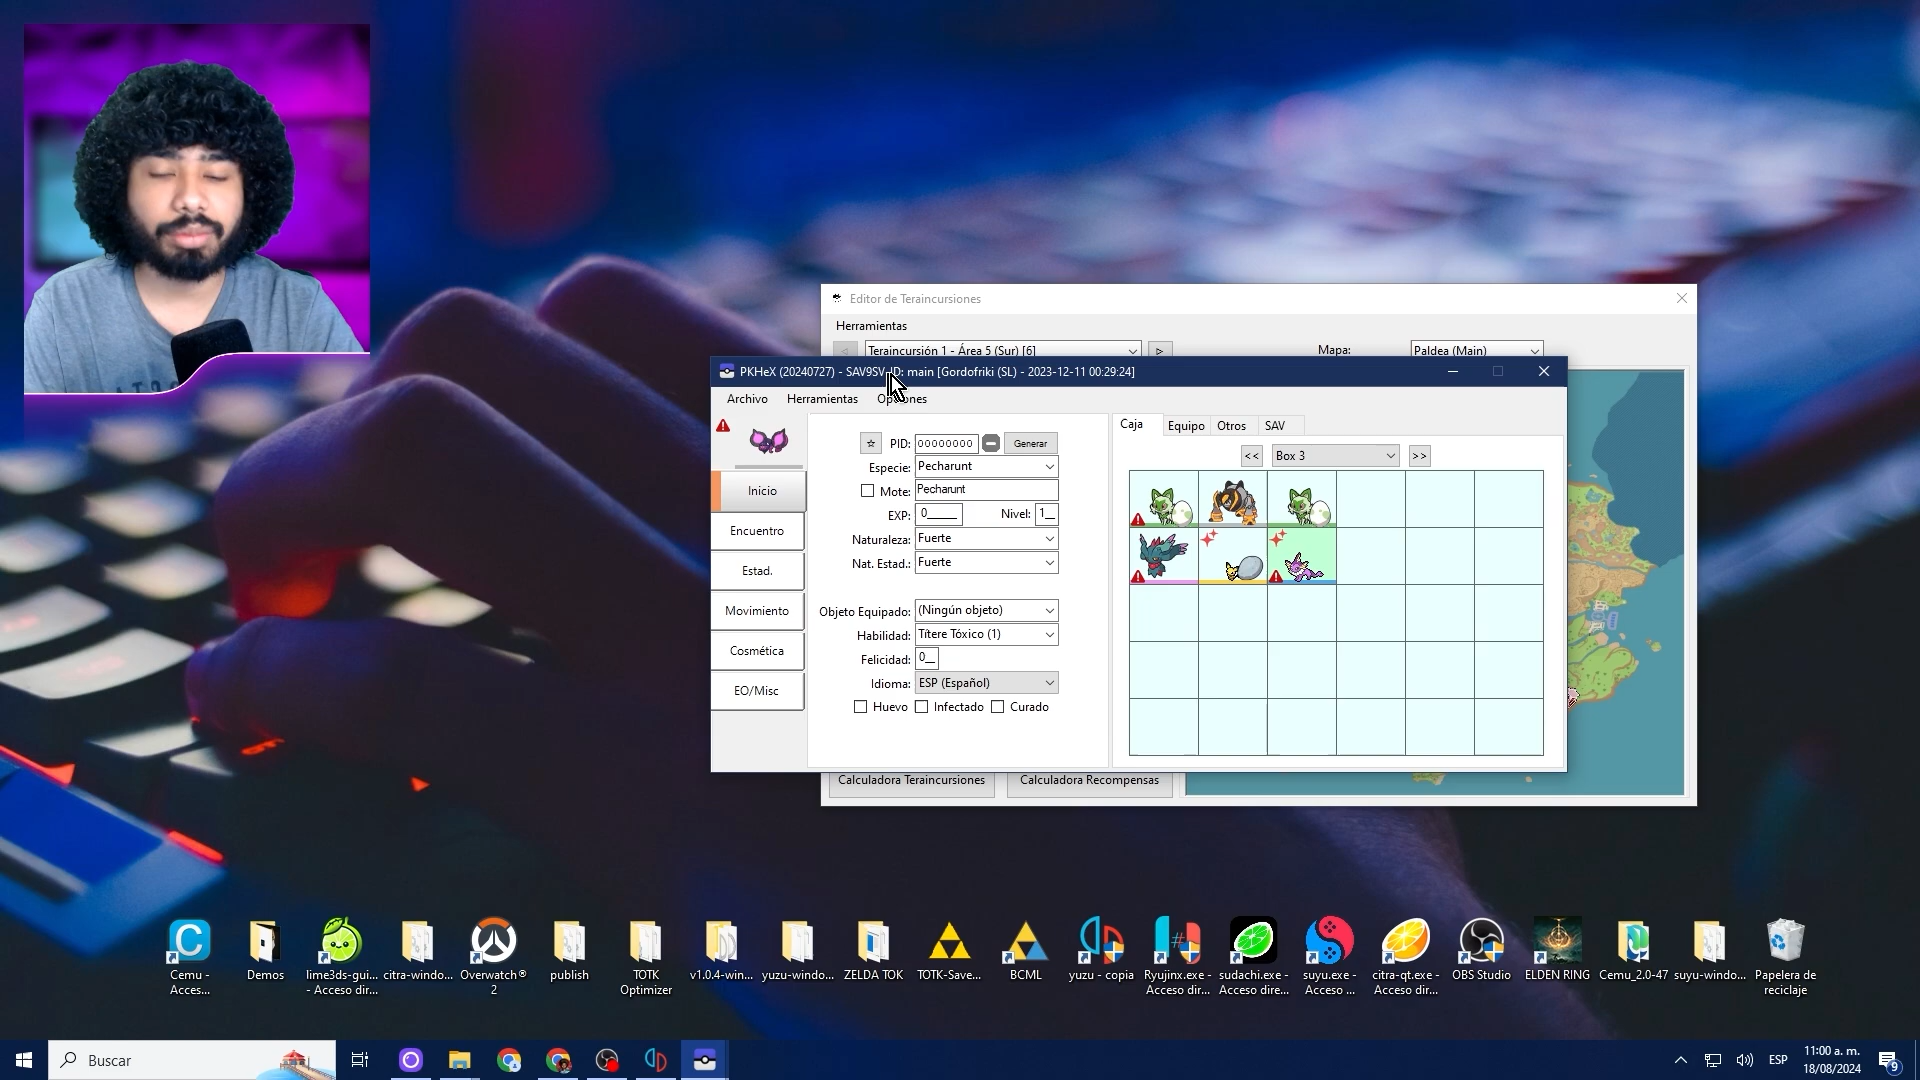 Editor de Teraincursiones
Herramientas
Teraincursión 1 - Área 5 (Sur) [6]
Mapa:
Paldea (Main)
PKHeX (20240727) - SAV9SV
D: main [Gordofriki (SL) - 2023-12-11 00:29:24]
Archivo
Herramientas
PID:
00000000
Generar
Especie:
Pecharunt
Mote:
Pecharunt
EXP:
0
Nivel:
1
Naturaleza:
Fuerte
Nat. Estad.:
Fuerte
Objeto Equipado:
(Ningún objeto)
Habilidad:
Títere Tóxico (1)
Felicidad:
0
Idioma:
ESP (Español)
Huevo
Infectado
Curado
Inicio
Encuentro
Estad.
Movimiento
Cosmética
EO/Misc
Caja
Equipo
Otros
SAV
<<
Box 3
>>
Calculadora Teraincursiones
Calculadora Recompensas
Cemu -
Acces...
Demos
lime3ds-gui...
- Acceso dir...
citra-windo...
Overwatch®
2
publish
TOTK
Optimizer
v1.0.4-win...
yuzu-windo...
ZELDA TOK
TOTK-Save...
BCML
yuzu - copia
Ryujinx.exe -
Acceso dir...
sudachi.exe -
Acceso dire...
suyu.exe -
Acceso ...
citra-qt.exe -
Acceso dir...
OBS Studio
ELDEN RING
Cemu_2.0-47
suyu-windo...
Papelera de
reciclaje
Buscar
ESP
11:00 a. m.
18/08/2024
9